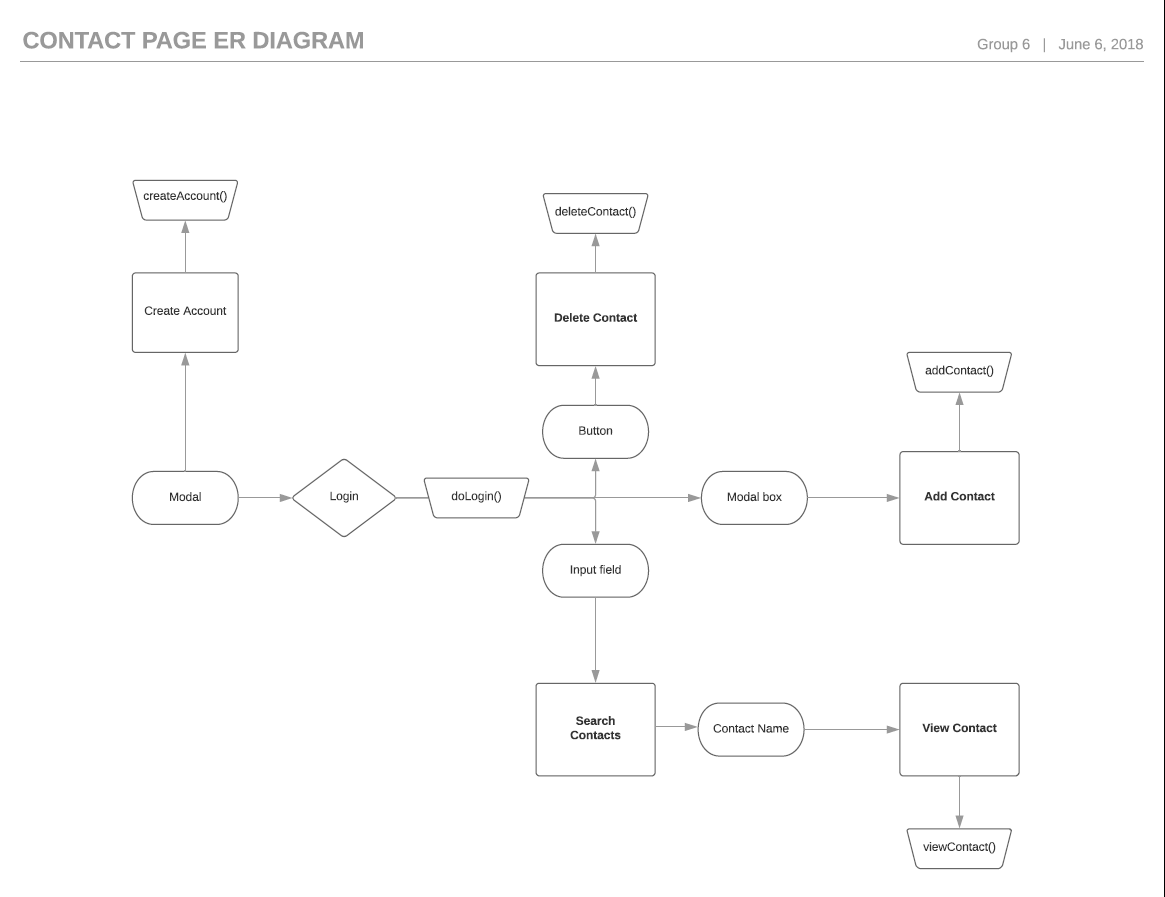 CONTACT PAGE ER DIAGRAM
Group 6 | June 6, 2018
createAccount()
deleteContact()
Create Account
Delete Contact
addContact()
Button
Modal
Login
doLogin()
Modal box
Add Contact
Input field
Search
Contacts
Contact Name
View Contact
viewContact()